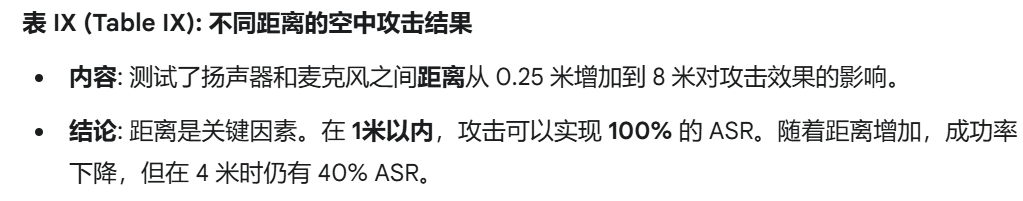 表 IX (Table IX): 不同距离的空中攻击结果
• 内容: 测试了扬声器和麦克风之间距离从 0.25 米增加到 8 米对攻击效果的影响。
• 结论: 距离是关键因素。在 1米以内，攻击可以实现 100% 的 ASR。随着距离增加，成功率
下降，但在 4 米时仍有 40% ASR。